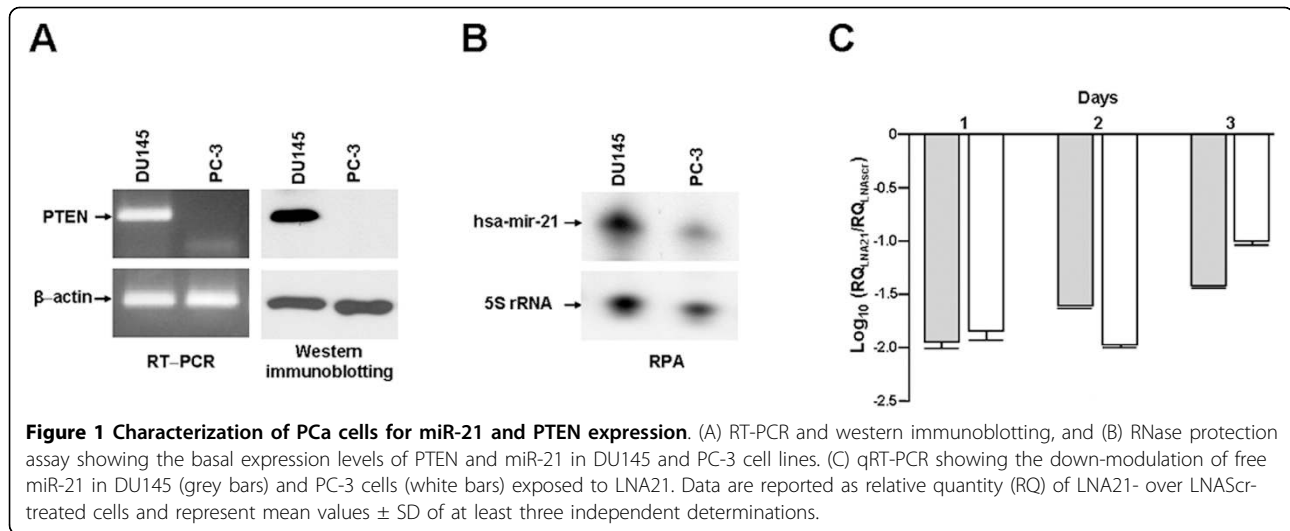 A
DU145
PC-3
PTEN
β-actin
RT-PCR
Western
immunoblotting
B
DU145
PC-3
hsa-mir-21
5S rRNA
RPA
C
Days
1 2 3
0
-0.5
-1.0
-1.5
-2.0
-2.5
Log10 (RQLNA21/RQLNAscr)
Figure 1 Characterization of PCa cells for miR-21 and PTEN expression. (A) RT-PCR and western immunoblotting, and (B) RNase protection
assay showing the basal expression levels of PTEN and miR-21 in DU145 and PC-3 cell lines. (C) qRT-PCR showing the down-modulation of free
miR-21 in DU145 (grey bars) and PC-3 cells (white bars) exposed to LNA21. Data are reported as relative quantity (RQ) of LNA21- over LNAScr-
treated cells and represent mean values ± SD of at least three independent determinations.